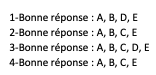 1-Bonne réponse : A, B, D, E
2-Bonne réponse : A, B, C, E
3-Bonne réponse : A, B, C, D, E
4-Bonne réponse : A, B, C, E